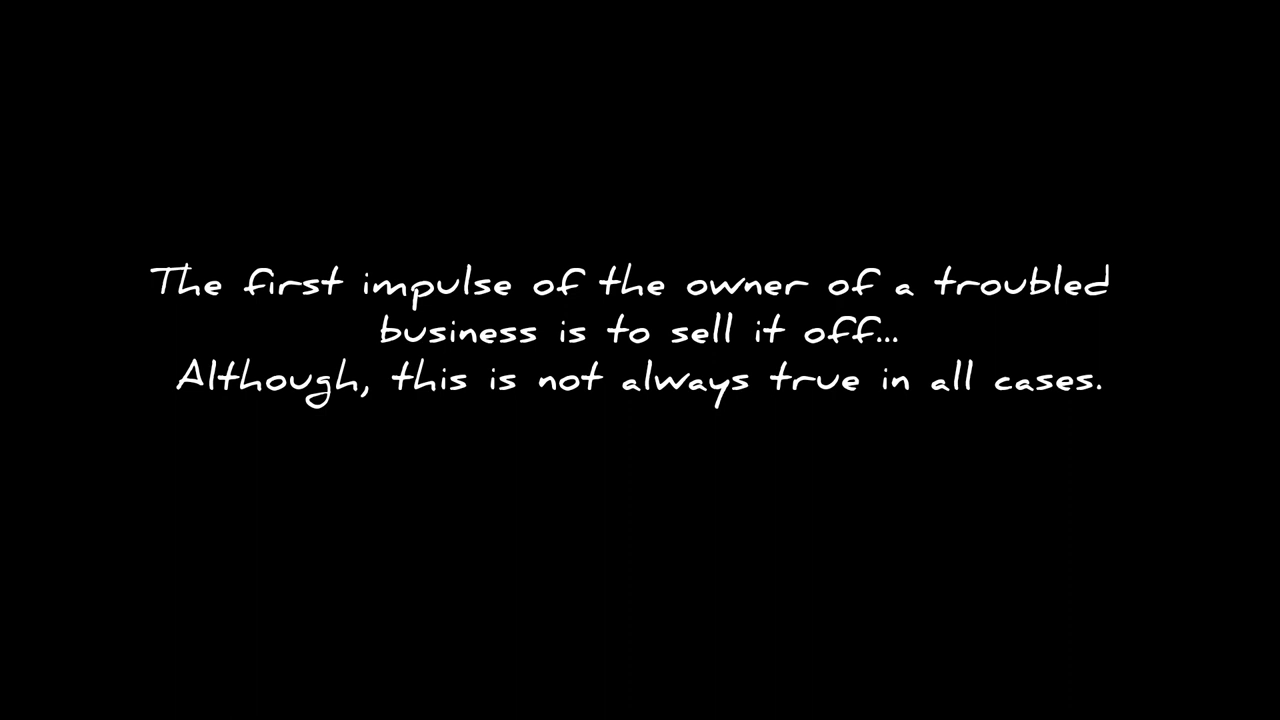 The first impulse of the owner of a troubled
business is to sell it off...
Although, this is not always true in all cases.